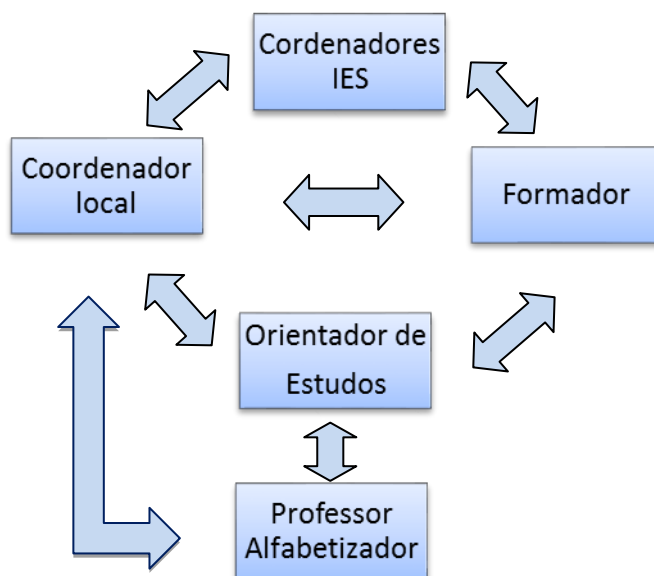 Cordenadores
IES
Coordenador
local
Formador
Orientador de
Estudos
Professor
Alfabetizador